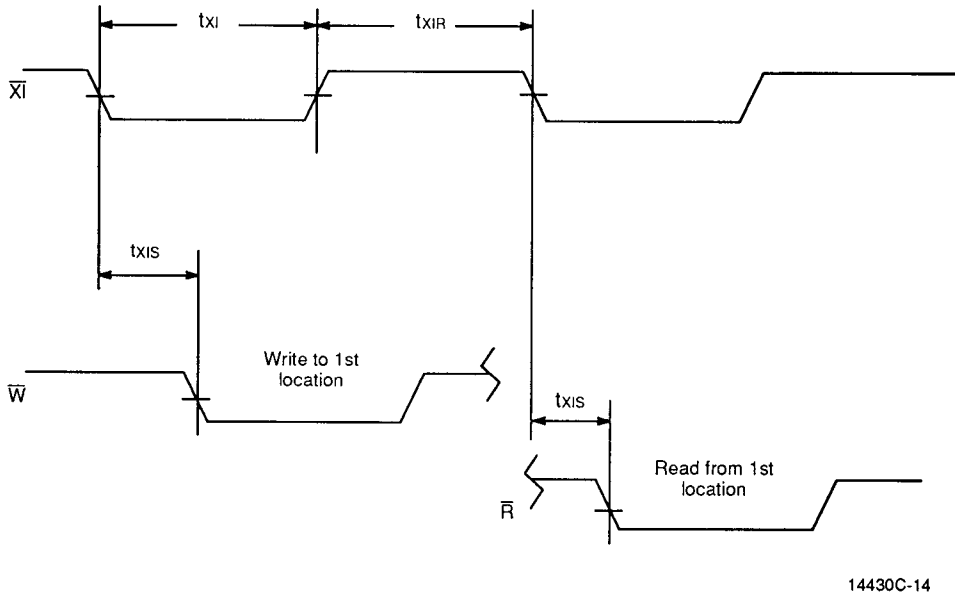 tXI
tXIR
XI
tXIS
Write to 1st
location
W
tXIS
Read from 1st
location
R
14430C-14